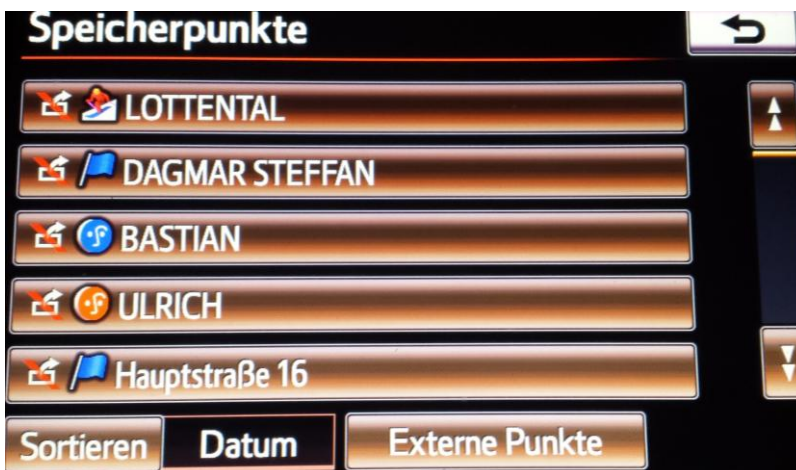 Speicherpunkte
LOTTENTAL
DAGMAR STEFFAN
BASTIAN
ULRICH
Hauptstraße 16
Sortieren Datum Externe Punkte